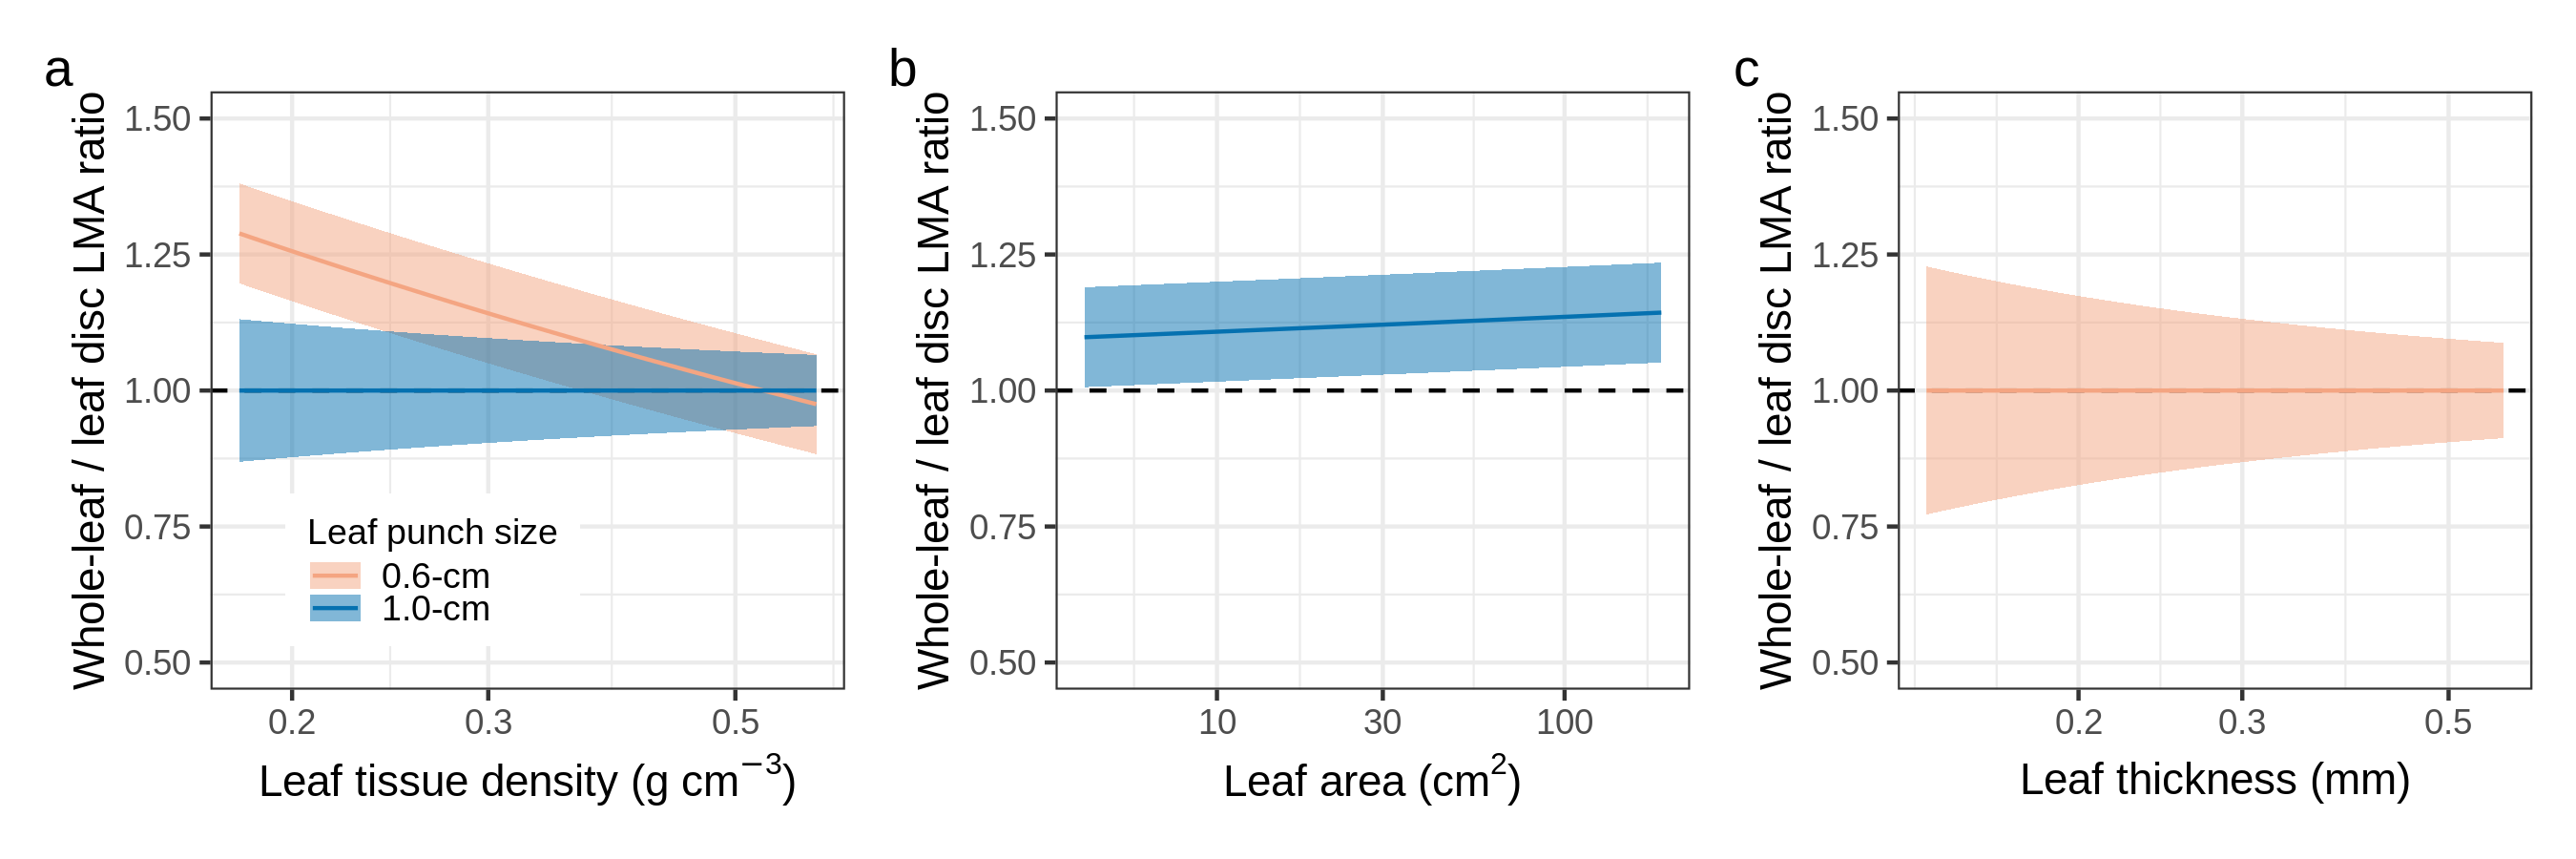 a
Whole-leaf / leaf disc LMA ratio
1.50
1.25
1.00
0.75
0.50
Leaf punch size
0.6-cm
1.0-cm
0.2 0.3 0.5
Leaf tissue density (g cm⁻³)
b
Whole-leaf / leaf disc LMA ratio
1.50
1.25
1.00
0.75
0.50
10 30 100
Leaf area (cm²)
c
Whole-leaf / leaf disc LMA ratio
1.50
1.25
1.00
0.75
0.50
0.2 0.3 0.5
Leaf thickness (mm)